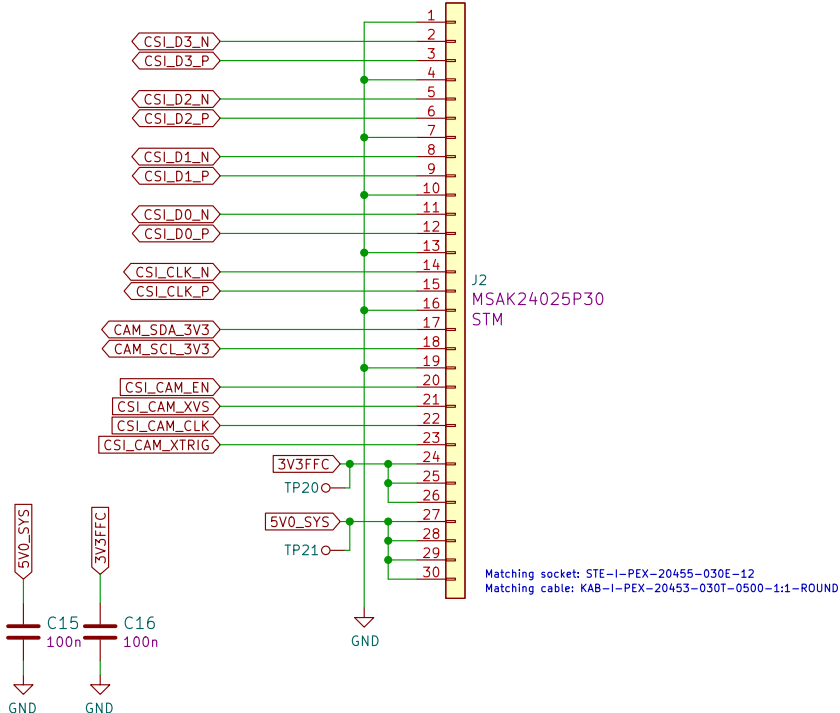 1
CSI_D3_N 2
CSI_D3_P 3
4
CSI_D2_N 5
CSI_D2_P 6
7
CSI_D1_N 8
CSI_D1_P 9
10
CSI_D0_N 11
CSI_D0_P 12
13
CSI_CLK_N 14
CSI_CLK_P 15
J2
MSAK24025P30
STM
16
CAM_SDA_3V3 17
CAM_SCL_3V3 18
19
CSI_CAM_EN 20
CSI_CAM_XVS 21
CSI_CAM_CLK 22
CSI_CAM_XTRIG 23
3V3FFC 24
25
TP20
26
5V0_SYS 27
28
TP21
29
30
Matching socket: STE-I-PEX-20455-030E-12
Matching cable: KAB-I-PEX-20453-030T-0500-1:1-ROUND
GND
5V0_SYS
3V3FFC
C15
100n
C16
100n
GND
GND